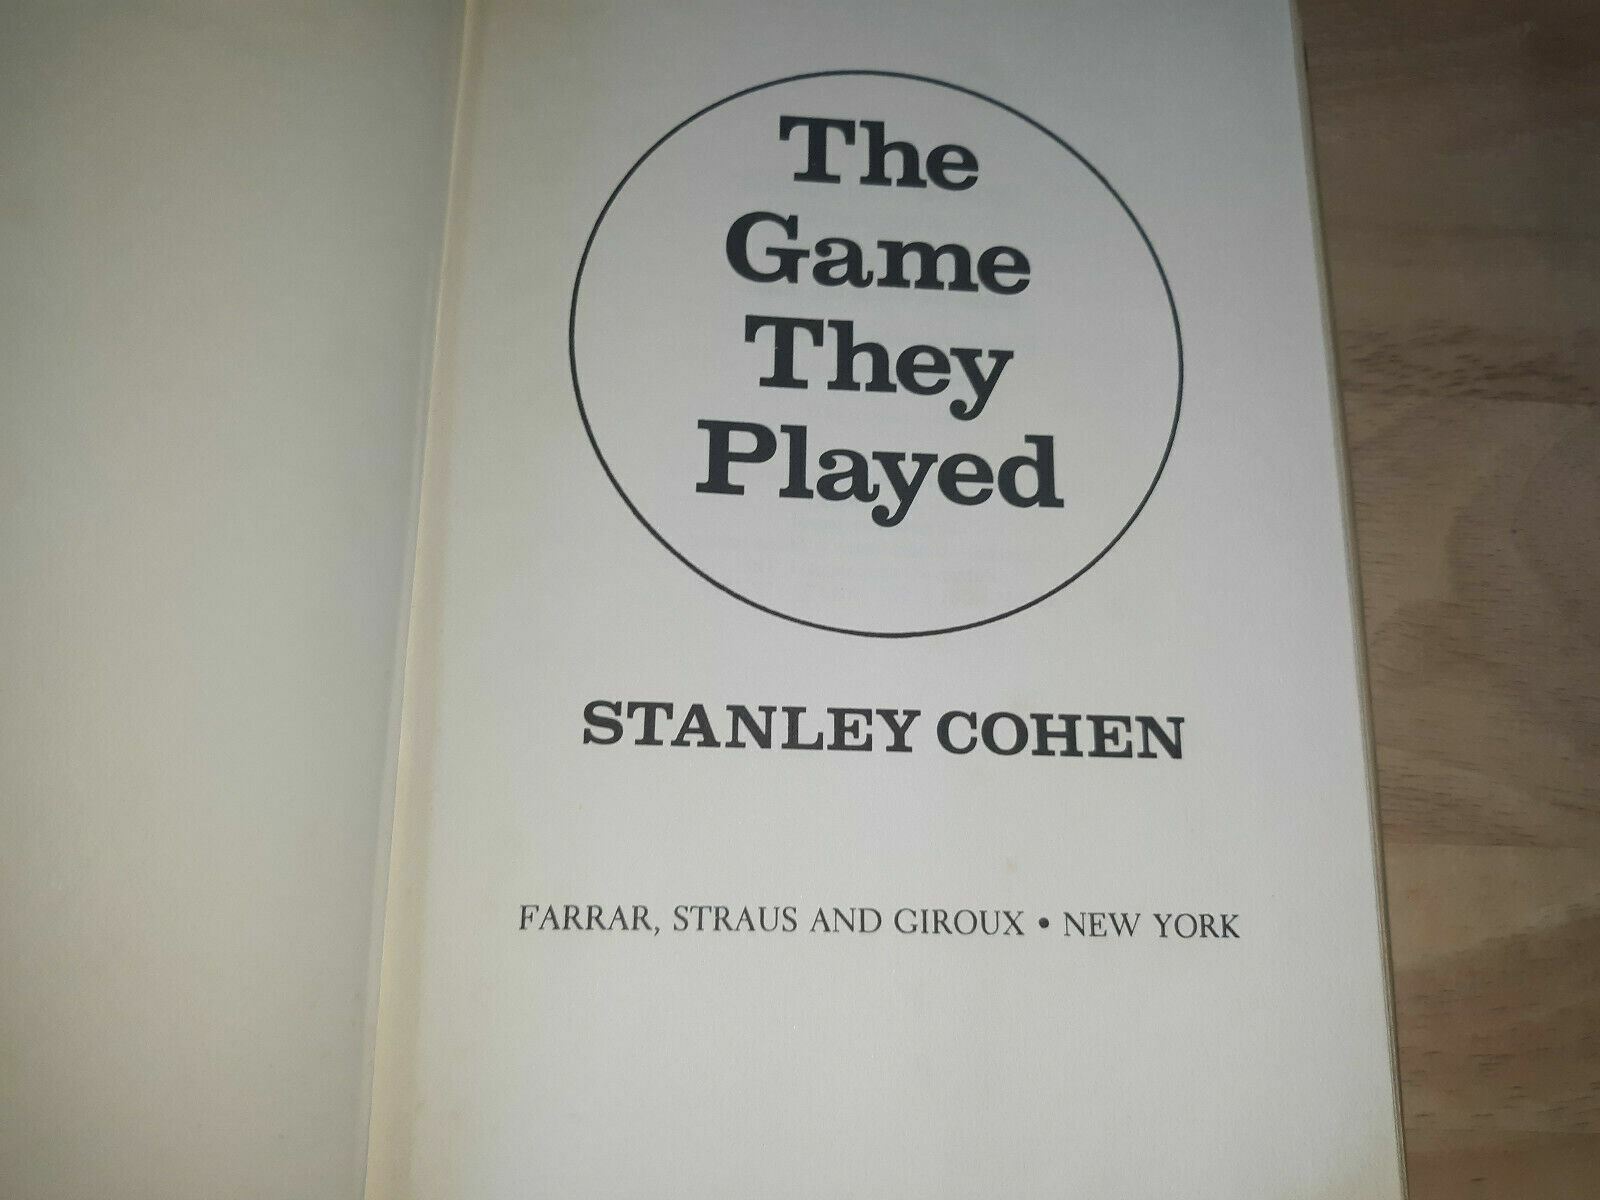 The
Game
They
Played
STANLEY COHEN
FARRAR, STRAUS AND GIROUX • NEW YORK